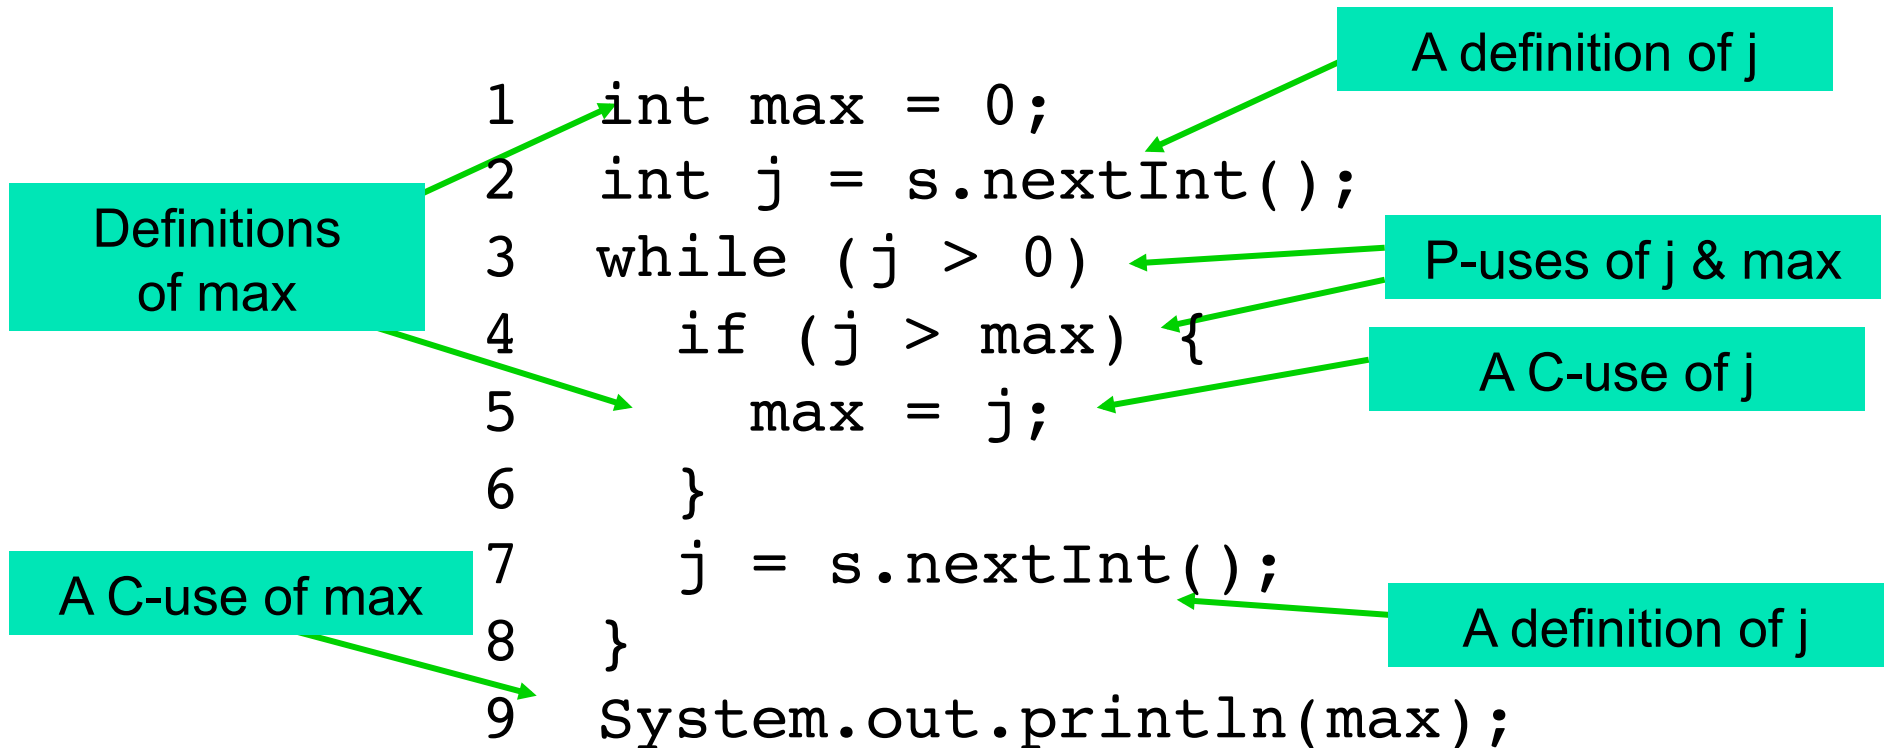 A definition of j
1 int max = 0;
2 int j = s.nextInt();
Definitions
of max
3 while (j > 0)
P-uses of j & max
4 if (j > max) {
A C-use of j
5 max = j;
6 }
7 j = s.nextInt();
A C-use of max
A definition of j
8 }
9 System.out.println(max);